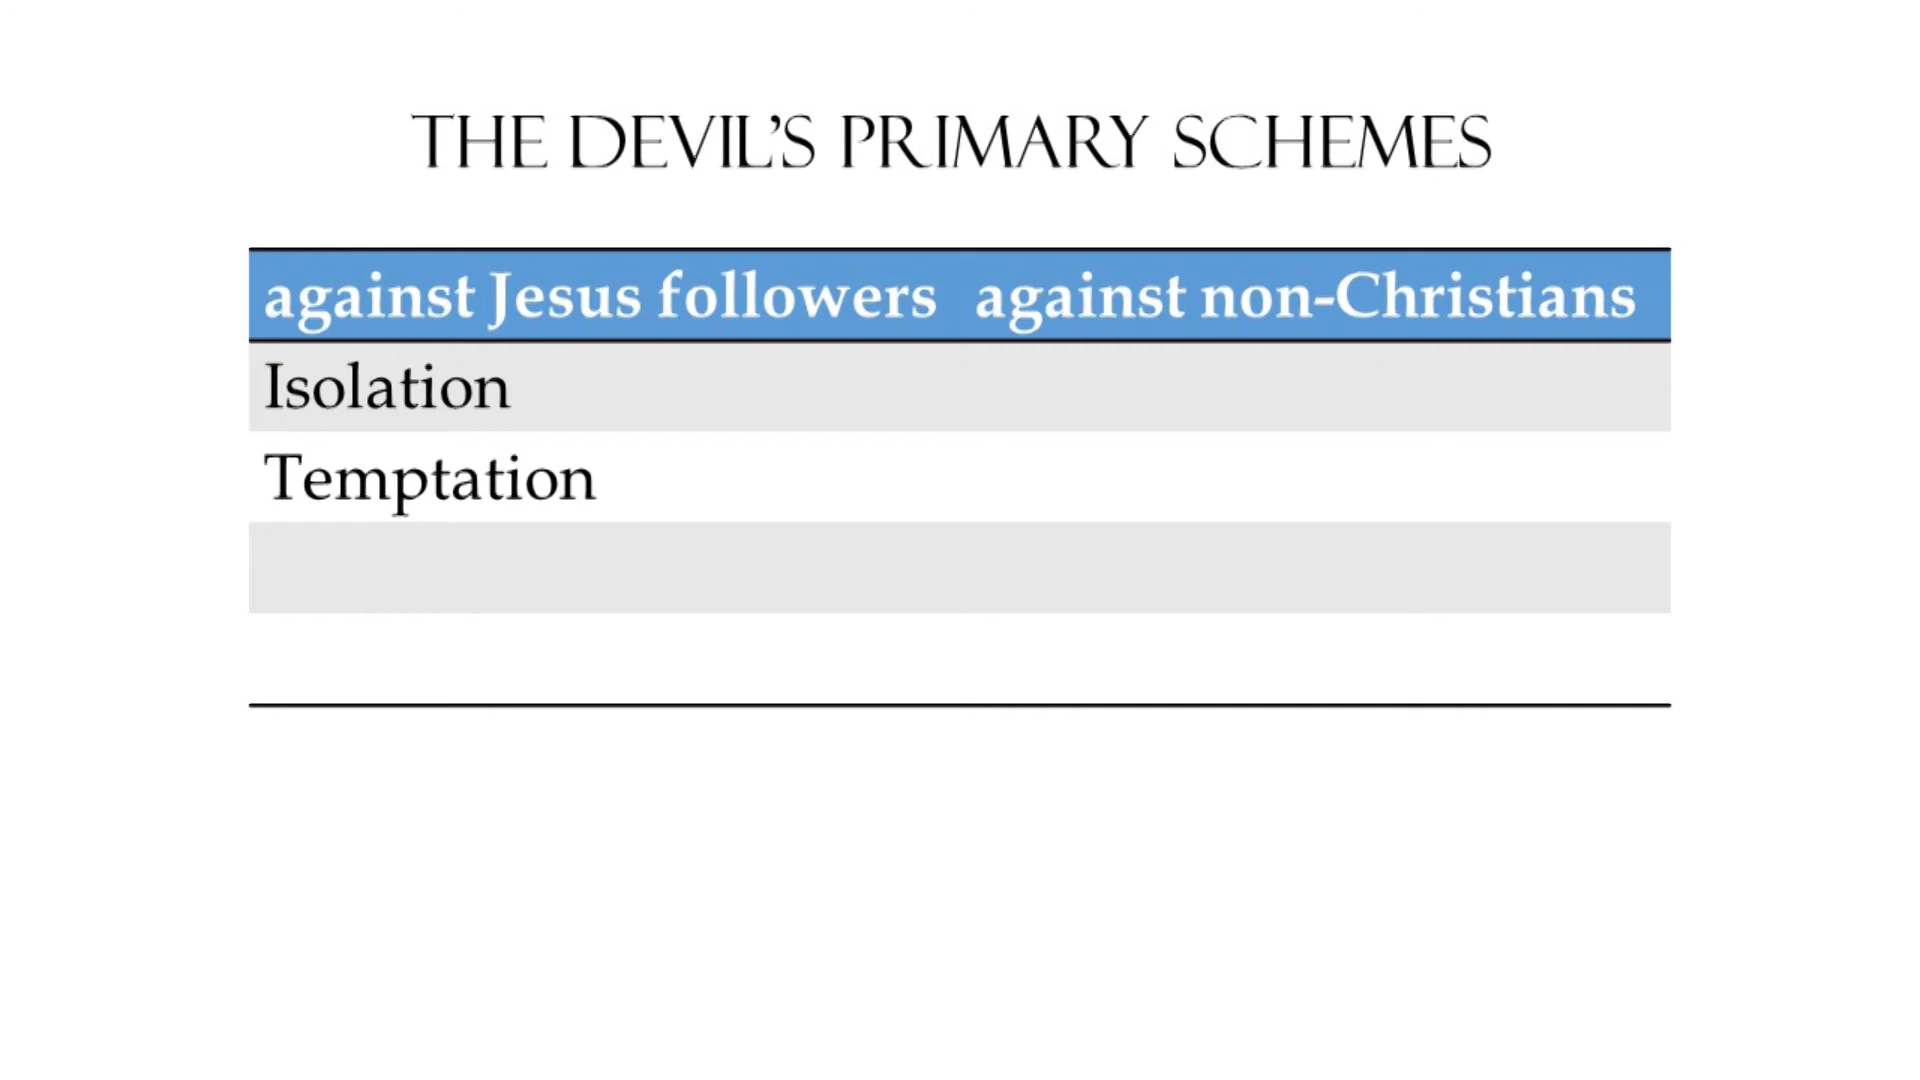 THE DEVIL'S PRIMARY SCHEMES
against Jesus followers against non-Christians
Isolation
Temptation